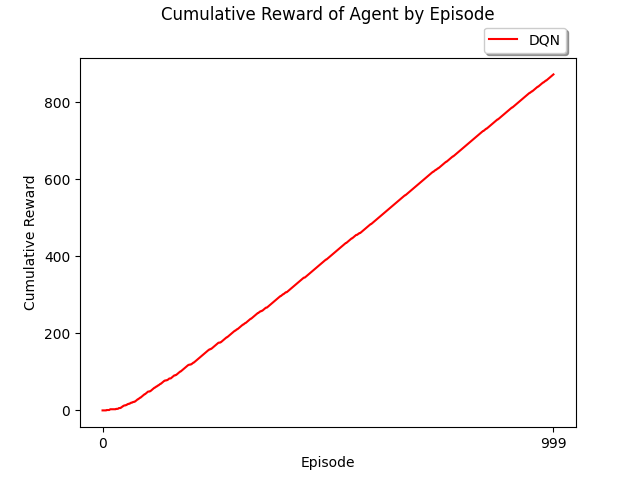 Cumulative Reward of Agent by Episode
DQN
800
600
400
200
0
Cumulative Reward
0
999
Episode